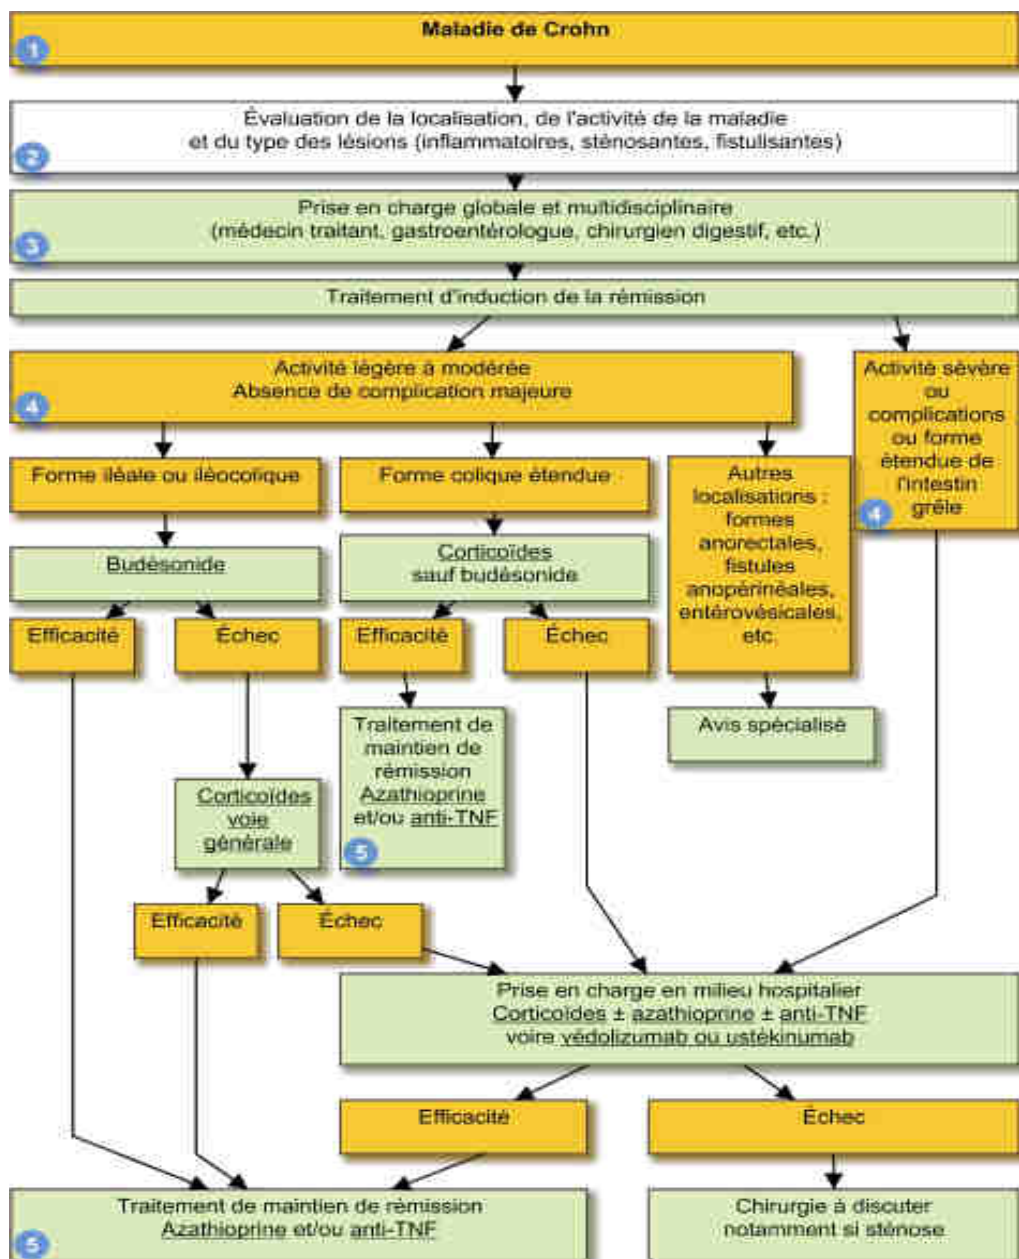 Maladie de Crohn
1
Évaluation de la localisation, de l'activité de la maladie
et du type des lésions (inflammatoires, sténosantes, fistulisantes)
2
Prise en charge globale et multidisciplinaire
(médecin traitant, gastroentérologue, chirurgien digestif, etc.)
3
Traitement d'induction de la rémission
Activité légère à modérée
Absence de complication majeure
4
Activité sévère
ou
complications
ou forme
étendue de
l'intestin
grêle
4
Forme iléale ou iléocolique
Forme colique étendue
Autres
localisations :
formes
anorectales,
fistules
anopérinéales,
entérovésicales,
etc.
Budésonide
Corticoïdes
sauf budésonide
Efficacité
Échec
Efficacité
Échec
Traitement de
maintien de
rémission
Azathioprine
et/ou anti-TNF
5
Avis spécialisé
Corticoïdes
voie
générale
Efficacité
Échec
Prise en charge en milieu hospitalier
Corticoïdes ± azathioprine ± anti-TNF
voire védolizumab ou ustékinumab
Efficacité
Échec
Traitement de maintien de rémission
Azathioprine et/ou anti-TNF
5
Chirurgie à discuter
notamment si sténose